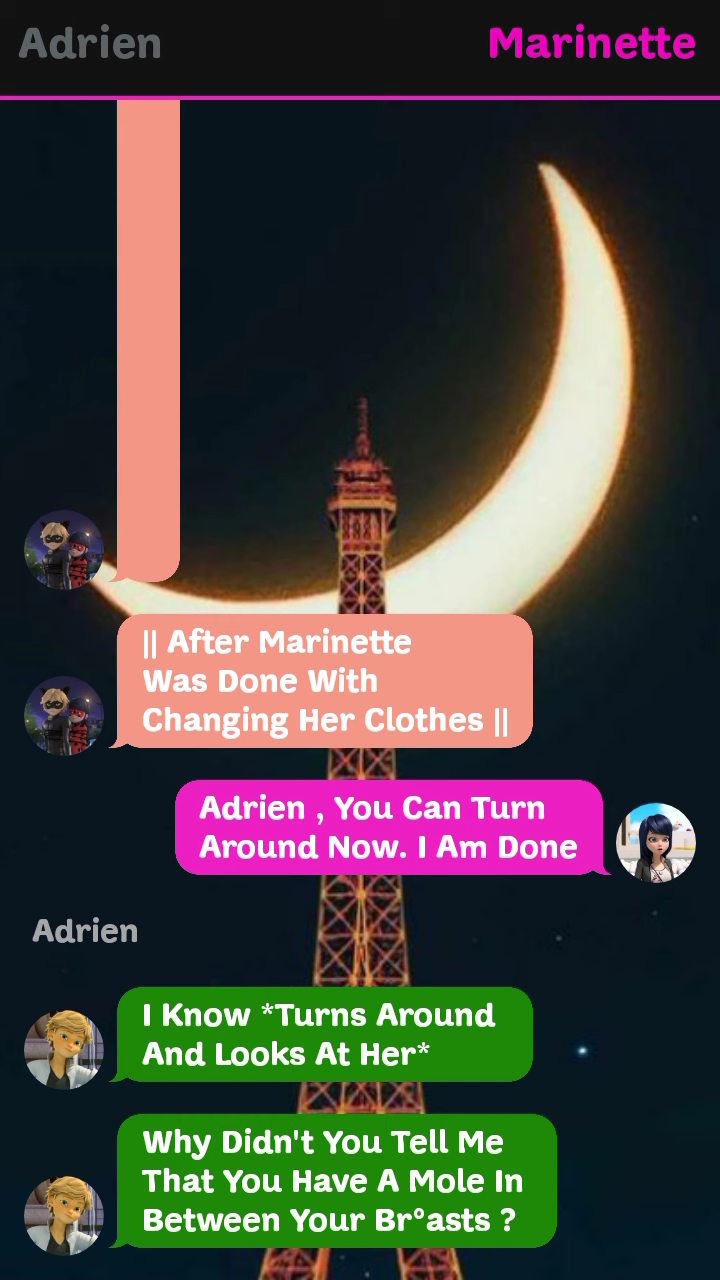 Adrien
Marinette
|| After Marinette
Was Done With
Changing Her Clothes ||
Adrien , You Can Turn
Around Now. I Am Done
Adrien
I Know *Turns Around
And Looks At Her*
Why Didn't You Tell Me
That You Have A Mole In
Between Your Br°asts ?